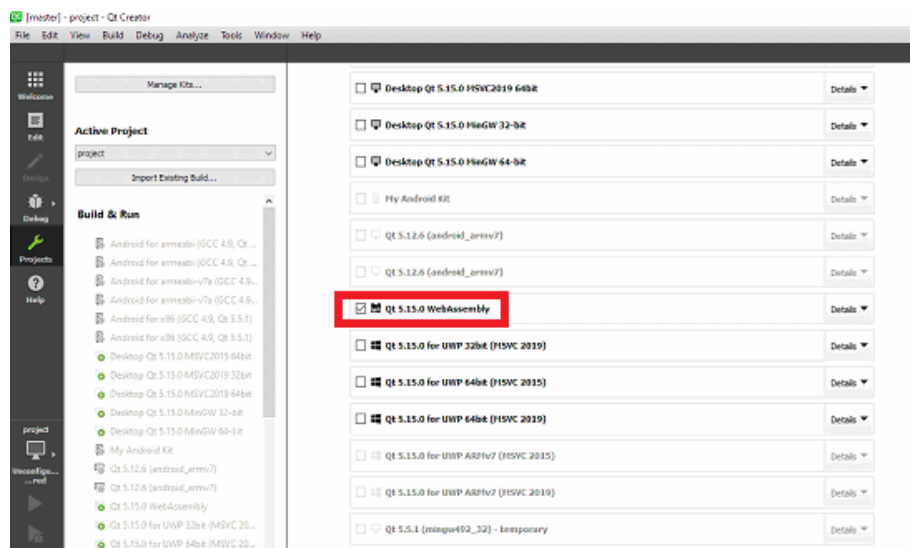 [master] - project - Qt Creator
File Edit View Build Debug Analyze Tools Window Help
Welcome
Edit
Design
Debug
Projects
Help
project
Unconfigu...
...red
Manage Kits...
Active Project
project
Import Existing Build...
Build & Run
Android for armeabi (GCC 4.9, Qt ...
Android for armeabi (GCC 4.9, Qt ...
Android for armeabi-v7a (GCC 4.9...
Android for armeabi-v7a (GCC 4.9...
Android for x86 (GCC 4.9, Qt 5.5.1)
Android for x86 (GCC 4.9, Qt 5.5.1)
Desktop Qt 5.15.0 MSVC2015 64bit
Desktop Qt 5.15.0 MSVC2019 32bit
Desktop Qt 5.15.0 MSVC2019 64bit
Desktop Qt 5.15.0 MinGW 32-bit
Desktop Qt 5.15.0 MinGW 64-bit
My Android Kit
Qt 5.12.6 (android_armv7)
Qt 5.12.6 (android_armv7)
Qt 5.15.0 WebAssembly
Qt 5.15.0 for UWP 32bit (MSVC 20...
Qt 5.15.0 for UWP 64bit (MSVC 20...
Desktop Qt 5.15.0 MSVC2019 64bit Details
Desktop Qt 5.15.0 MinGW 32-bit Details
Desktop Qt 5.15.0 MinGW 64-bit Details
My Android Kit Details
Qt 5.12.6 (android_armv7) Details
Qt 5.12.6 (android_armv7) Details
Qt 5.15.0 WebAssembly Details
Qt 5.15.0 for UWP 32bit (MSVC 2019) Details
Qt 5.15.0 for UWP 64bit (MSVC 2015) Details
Qt 5.15.0 for UWP 64bit (MSVC 2019) Details
Qt 5.15.0 for UWP ARMv7 (MSVC 2015) Details
Qt 5.15.0 for UWP ARMv7 (MSVC 2019) Details
Qt 5.5.1 (mingw492_32) - temporary Details